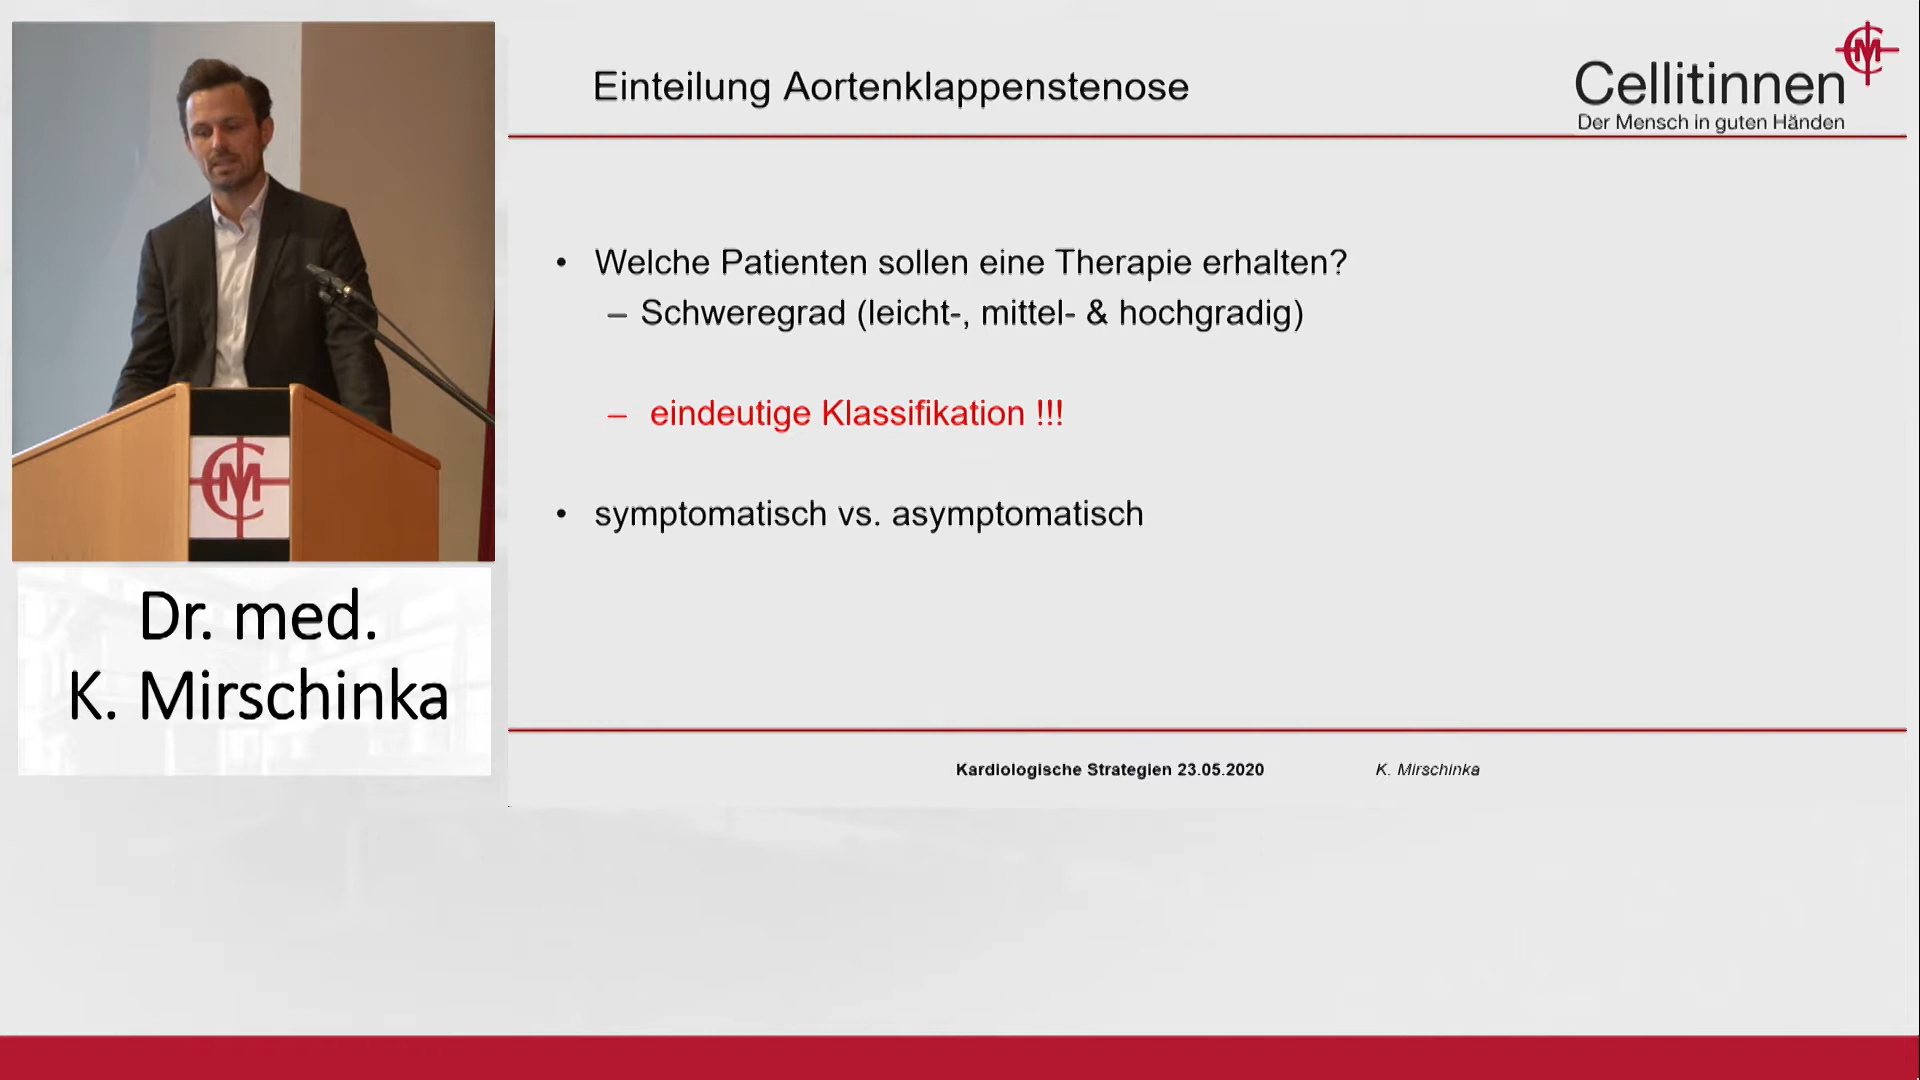 Einteilung Aortenklappenstenose
Cellitinnen
Der Mensch in guten Händen
• Welche Patienten sollen eine Therapie erhalten?
– Schweregrad (leicht-, mittel- & hochgradig)
– eindeutige Klassifikation !!!
• symptomatisch vs. asymptomatisch
Dr. med.
K. Mirschinka
Kardiologische Strategien 23.05.2020
K. Mirschinka